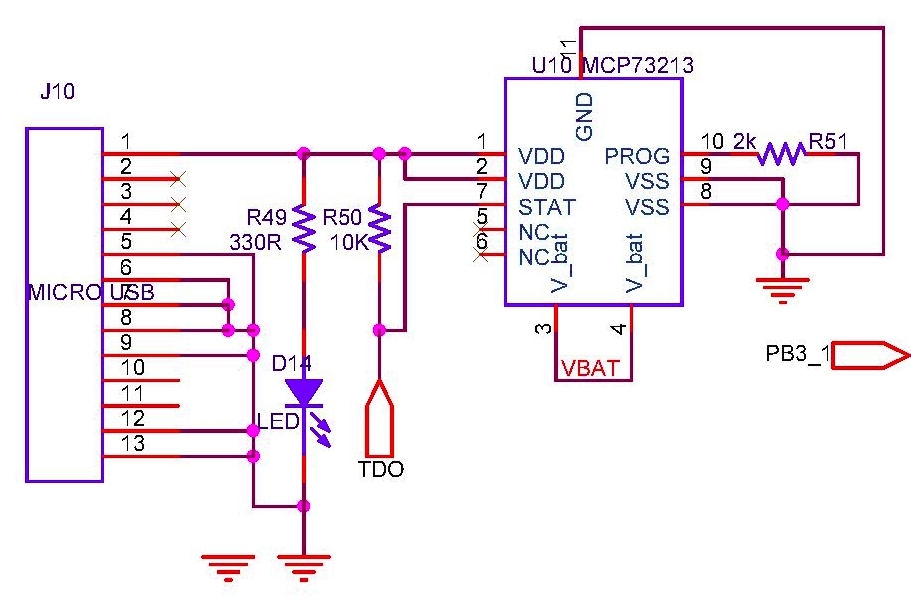 J10
1
2
3
4
5
6
7
8
9
10
11
12
13
MICRO USB
R49
330R
R50
10K
D14
LED
TDO
U10 MCP73213
11
GND
1 VDD
2 VDD
7 STAT
5 NC
6 NC
PROG 10
VSS 9
VSS 8
2k R51
V_bat
V_bat
3
4
VBAT
PB3_1